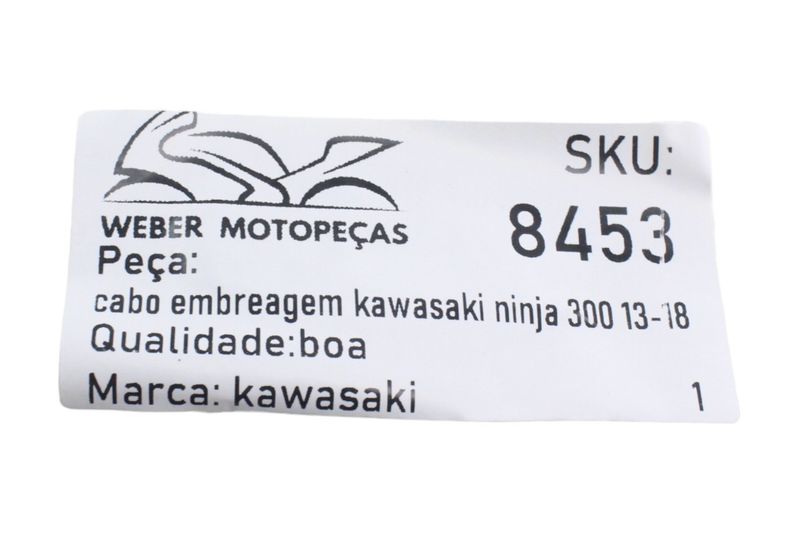 WEBER MOTOPEÇAS
SKU:
8453
Peça:
cabo embreagem kawasaki ninja 300 13-18
Qualidade:boa
Marca: kawasaki
1